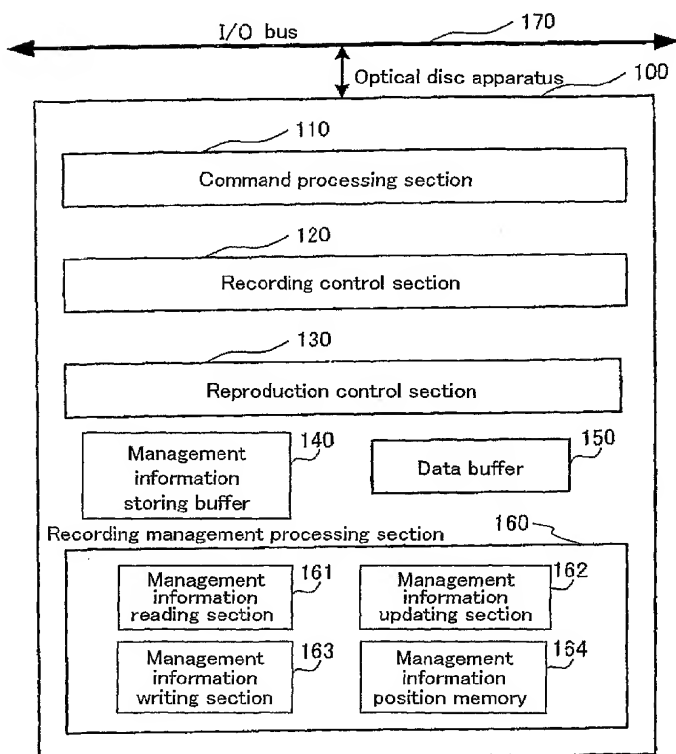 I/O bus 170
Optical disc apparatus 100
110
Command processing section
120
Recording control section
130
Reproduction control section
Management
information
storing buffer
140
Data buffer
150
Recording management processing section 160
Management
information
reading section
161
Management
information
updating section
162
Management
information
writing section
163
Management
information
position memory
164